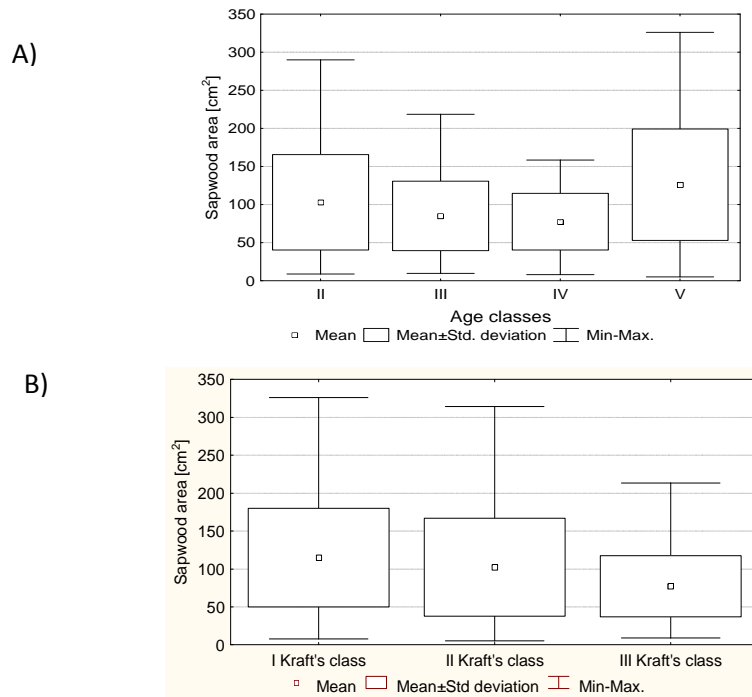 A)
350
300
250
200
150
100
50
0
Sapwood area [cm²]
II III IV V
Age classes
Mean Mean±Std. deviation Min-Max.
B)
350
300
250
200
150
100
50
0
Sapwood area [cm²]
I Kraft's class II Kraft's class III Kraft's class
Mean Mean±Std deviation Min-Max.